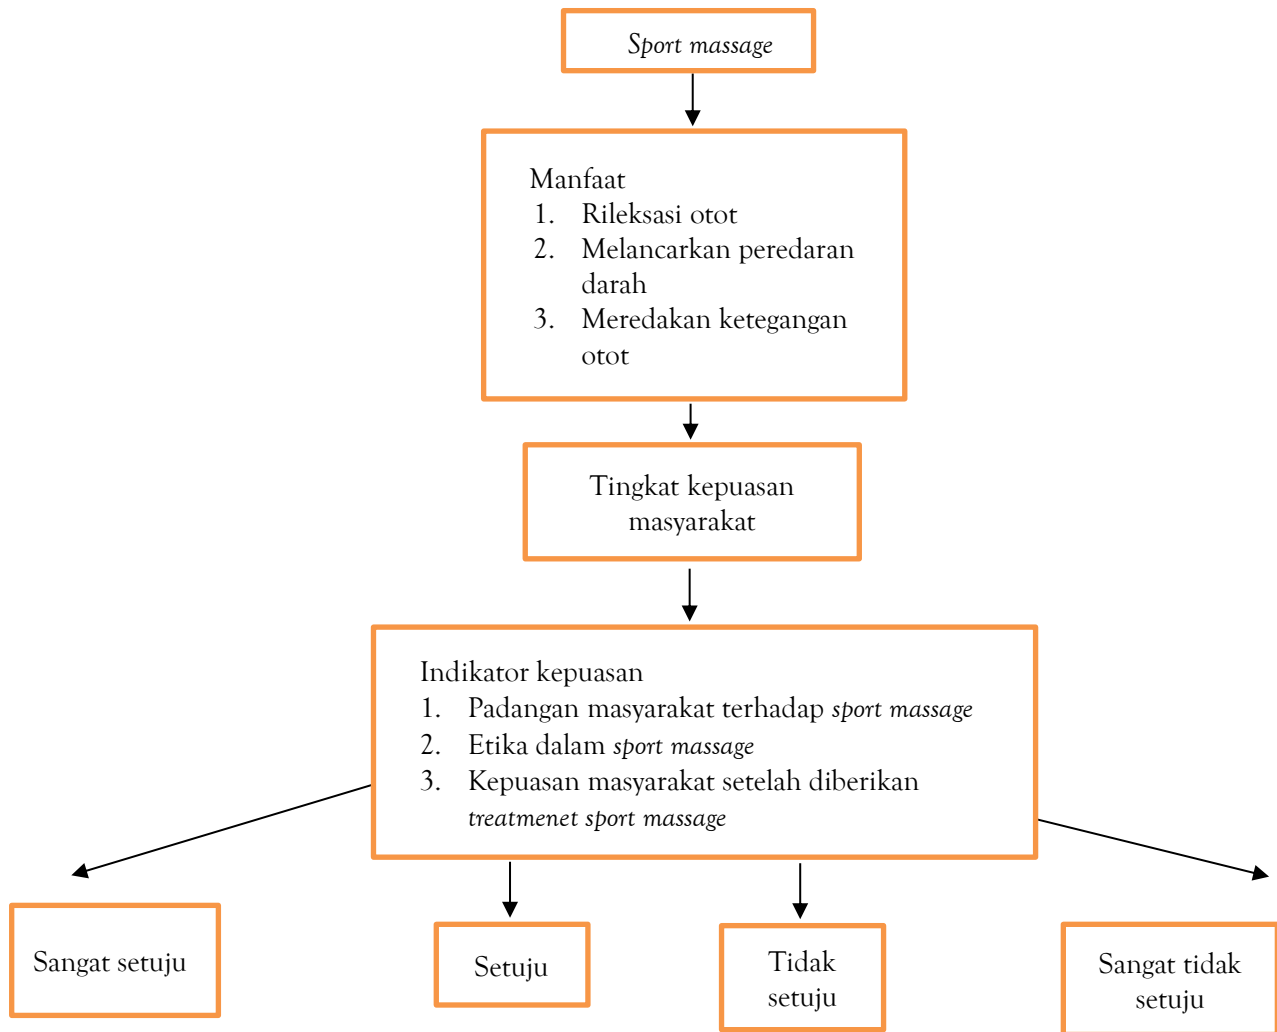 Sport massage
Manfaat
1. Rileksasi otot
2. Melancarkan peredaran
darah
3. Meredakan ketegangan
otot
Tingkat kepuasan
masyarakat
Indikator kepuasan
1. Padangan masyarakat terhadap sport massage
2. Etika dalam sport massage
3. Kepuasan masyarakat setelah diberikan
treatmenet sport massage
Sangat setuju
Setuju
Tidak
setuju
Sangat tidak
setuju